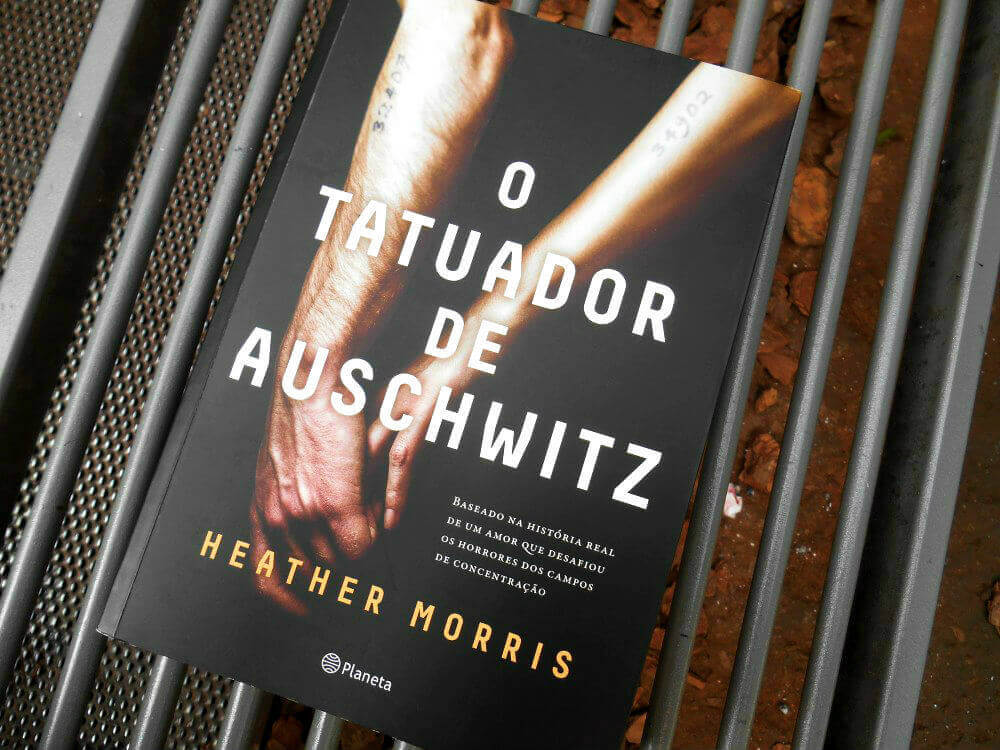 32407
34902
O
TATUADOR
DE
AUSCHWITZ
BASEADO NA HISTÓRIA REAL
DE UM AMOR QUE DESAFIOU
OS HORRORES DOS CAMPOS
DE CONCENTRAÇÃO
HEATHER MORRIS
Planeta